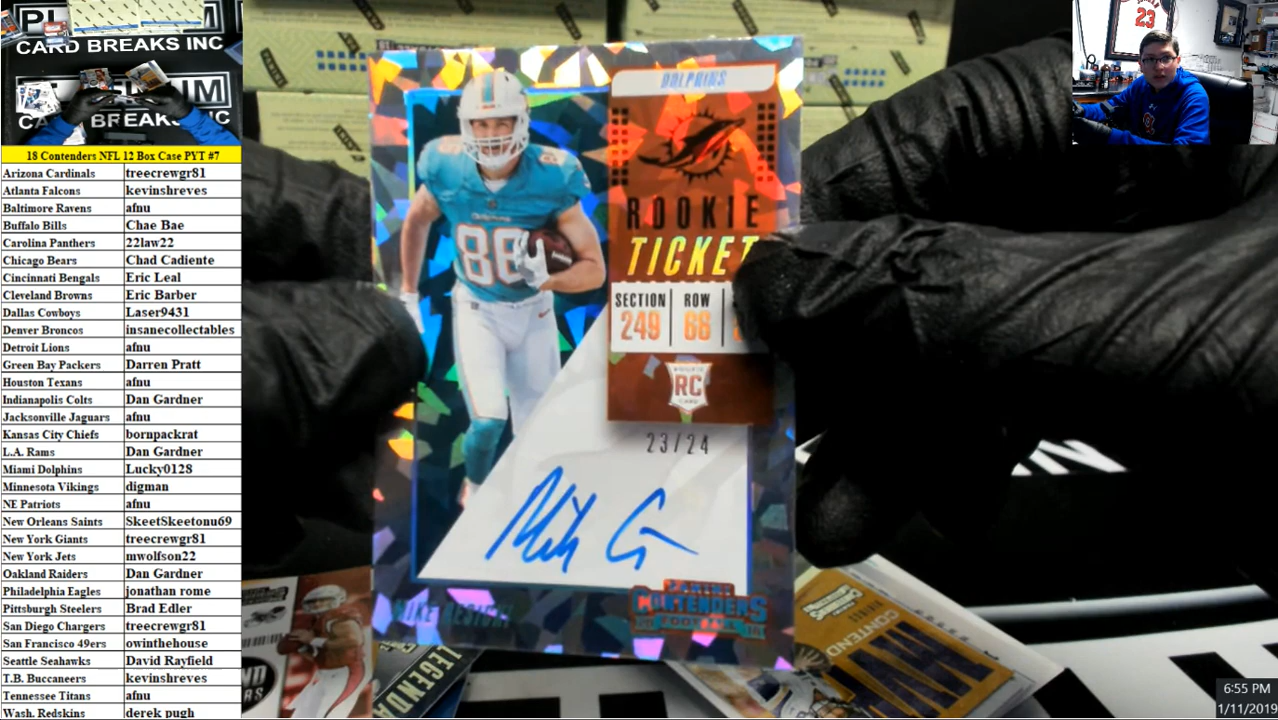 CARD BREAKS INC
18 Contenders NFL 12 Box Case PYT #7
Arizona Cardinals treecrewgr81
Atlanta Falcons kevinshreves
Baltimore Ravens afnu
Buffalo Bills Chae Bae
Carolina Panthers 22law22
Chicago Bears Chad Cadiente
Cincinnati Bengals Eric Leal
Cleveland Browns Eric Barber
Dallas Cowboys Laser9431
Denver Broncos insanecollectables
Detroit Lions afnu
Green Bay Packers Darren Pratt
Houston Texans afnu
Indianapolis Colts Dan Gardner
Jacksonville Jaguars afnu
Kansas City Chiefs bornpackrat
L.A. Rams Dan Gardner
Miami Dolphins Lucky0128
Minnesota Vikings digman
NE Patriots afnu
New Orleans Saints SkeetSkeetonu69
New York Giants treecrewgr81
New York Jets mwolfson22
Oakland Raiders Dan Gardner
Philadelphia Eagles jonathan rome
Pittsburgh Steelers Brad Edler
San Diego Chargers treecrewgr81
San Francisco 49ers owinthehouse
Seattle Seahawks David Rayfield
T.B. Buccaneers kevinshreves
Tennessee Titans afnu
Wash. Redskins derek pugh
DOLPHINS
ROOKIE
TICKET
SECTION ROW
249 68
RC
23/24
88
MIKE GESICKI
PANINI
CONTENDERS
FOOTBALL
LEGEND
23
6:55 PM
1/11/2019